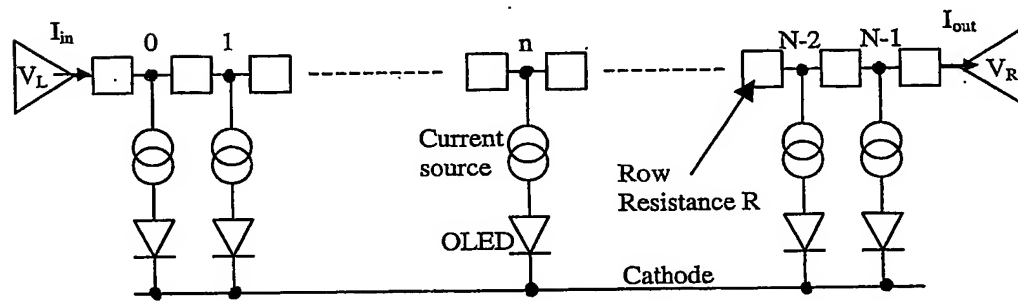 I_in
0
1
n
N-2
N-1
I_out
V_L
V_R
Current
source
Row
Resistance R
OLED
Cathode